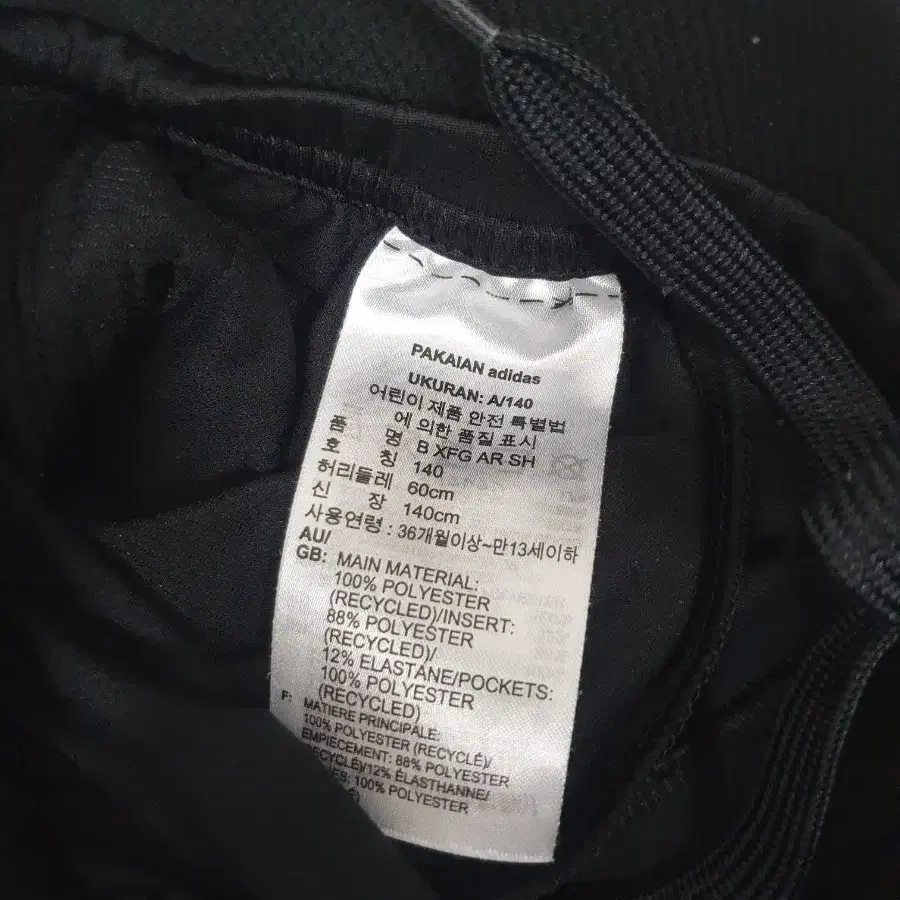 PAKAIAN adidas
UKURAN: A/140
어린이 제품 안전 특별법
에 의한 품질 표시
품 명 B XFG AR SH
호 칭 140
허리둘레 60cm
신 장 140cm
사용연령 : 36개월이상~만13세이하
AU/
GB: MAIN MATERIAL:
100% POLYESTER
(RECYCLED)/INSERT:
88% POLYESTER
(RECYCLED)/
12% ELASTANE/POCKETS:
100% POLYESTER
(RECYCLED)
F: MATIERE PRINCIPALE:
100% POLYESTER (RECYCLÉ)/
EMPIECEMENT: 88% POLYESTER
/12% ÉLASTHANNE/
100% POLYESTER